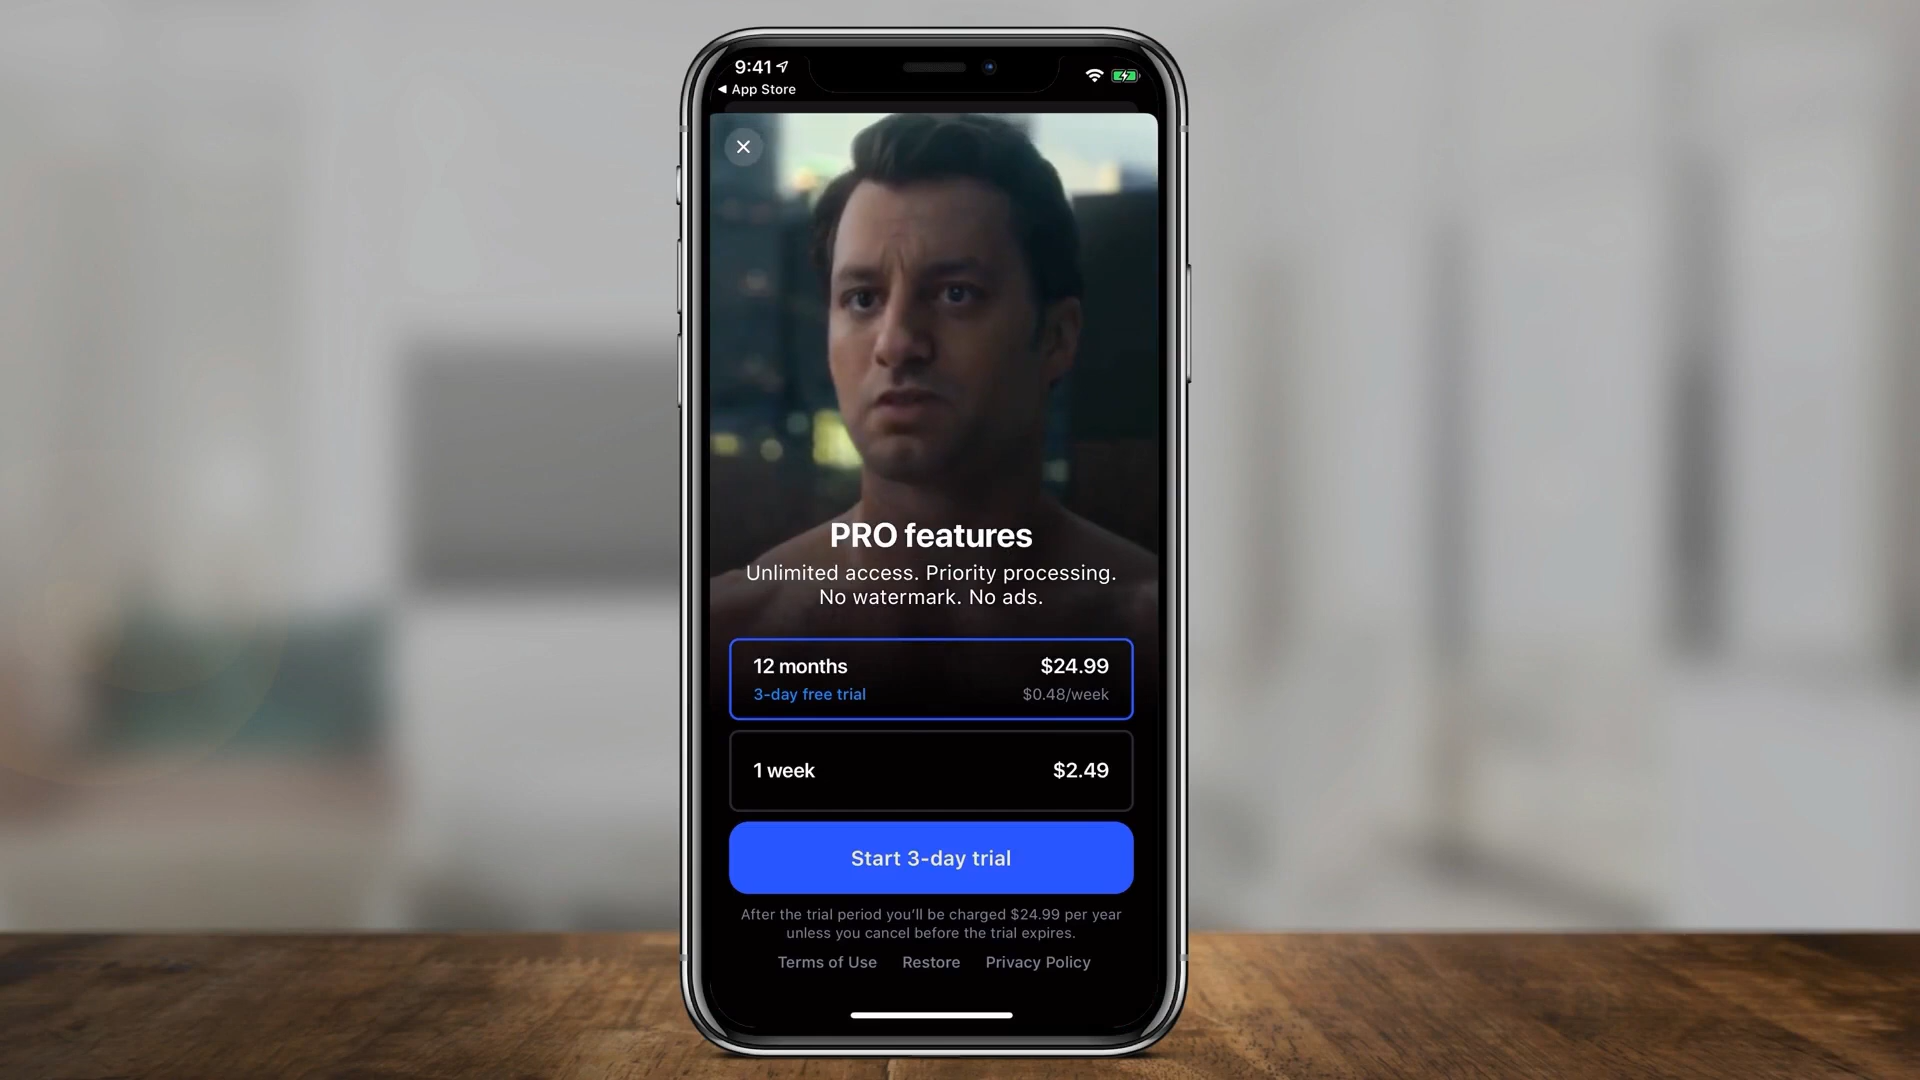 9:41
App Store
PRO features
Unlimited access. Priority processing.
No watermark. No ads.
12 months $24.99
3-day free trial $0.48/week
1 week $2.49
Start 3-day trial
After the trial period you'll be charged $24.99 per year
unless you cancel before the trial expires.
Terms of Use Restore Privacy Policy